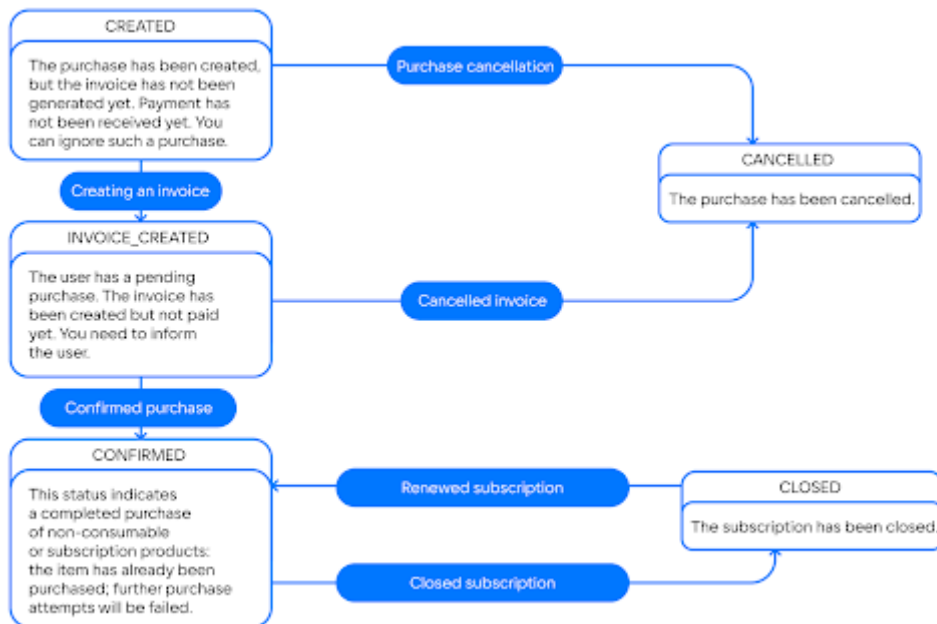 CREATED
The purchase has been created,
but the invoice has not been
generated yet. Payment has
not been received yet. You
can ignore such a purchase.
Purchase cancellation
CANCELLED
The purchase has been cancelled.
Creating an invoice
INVOICE_CREATED
The user has a pending
purchase. The invoice has
been created but not paid
yet. You need to inform
the user.
Cancelled invoice
Confirmed purchase
CONFIRMED
This status indicates
a completed purchase
of non-consumable
or subscription products:
the item has already been
purchased; further purchase
attempts will be failed.
Renewed subscription
CLOSED
The subscription has been closed.
Closed subscription